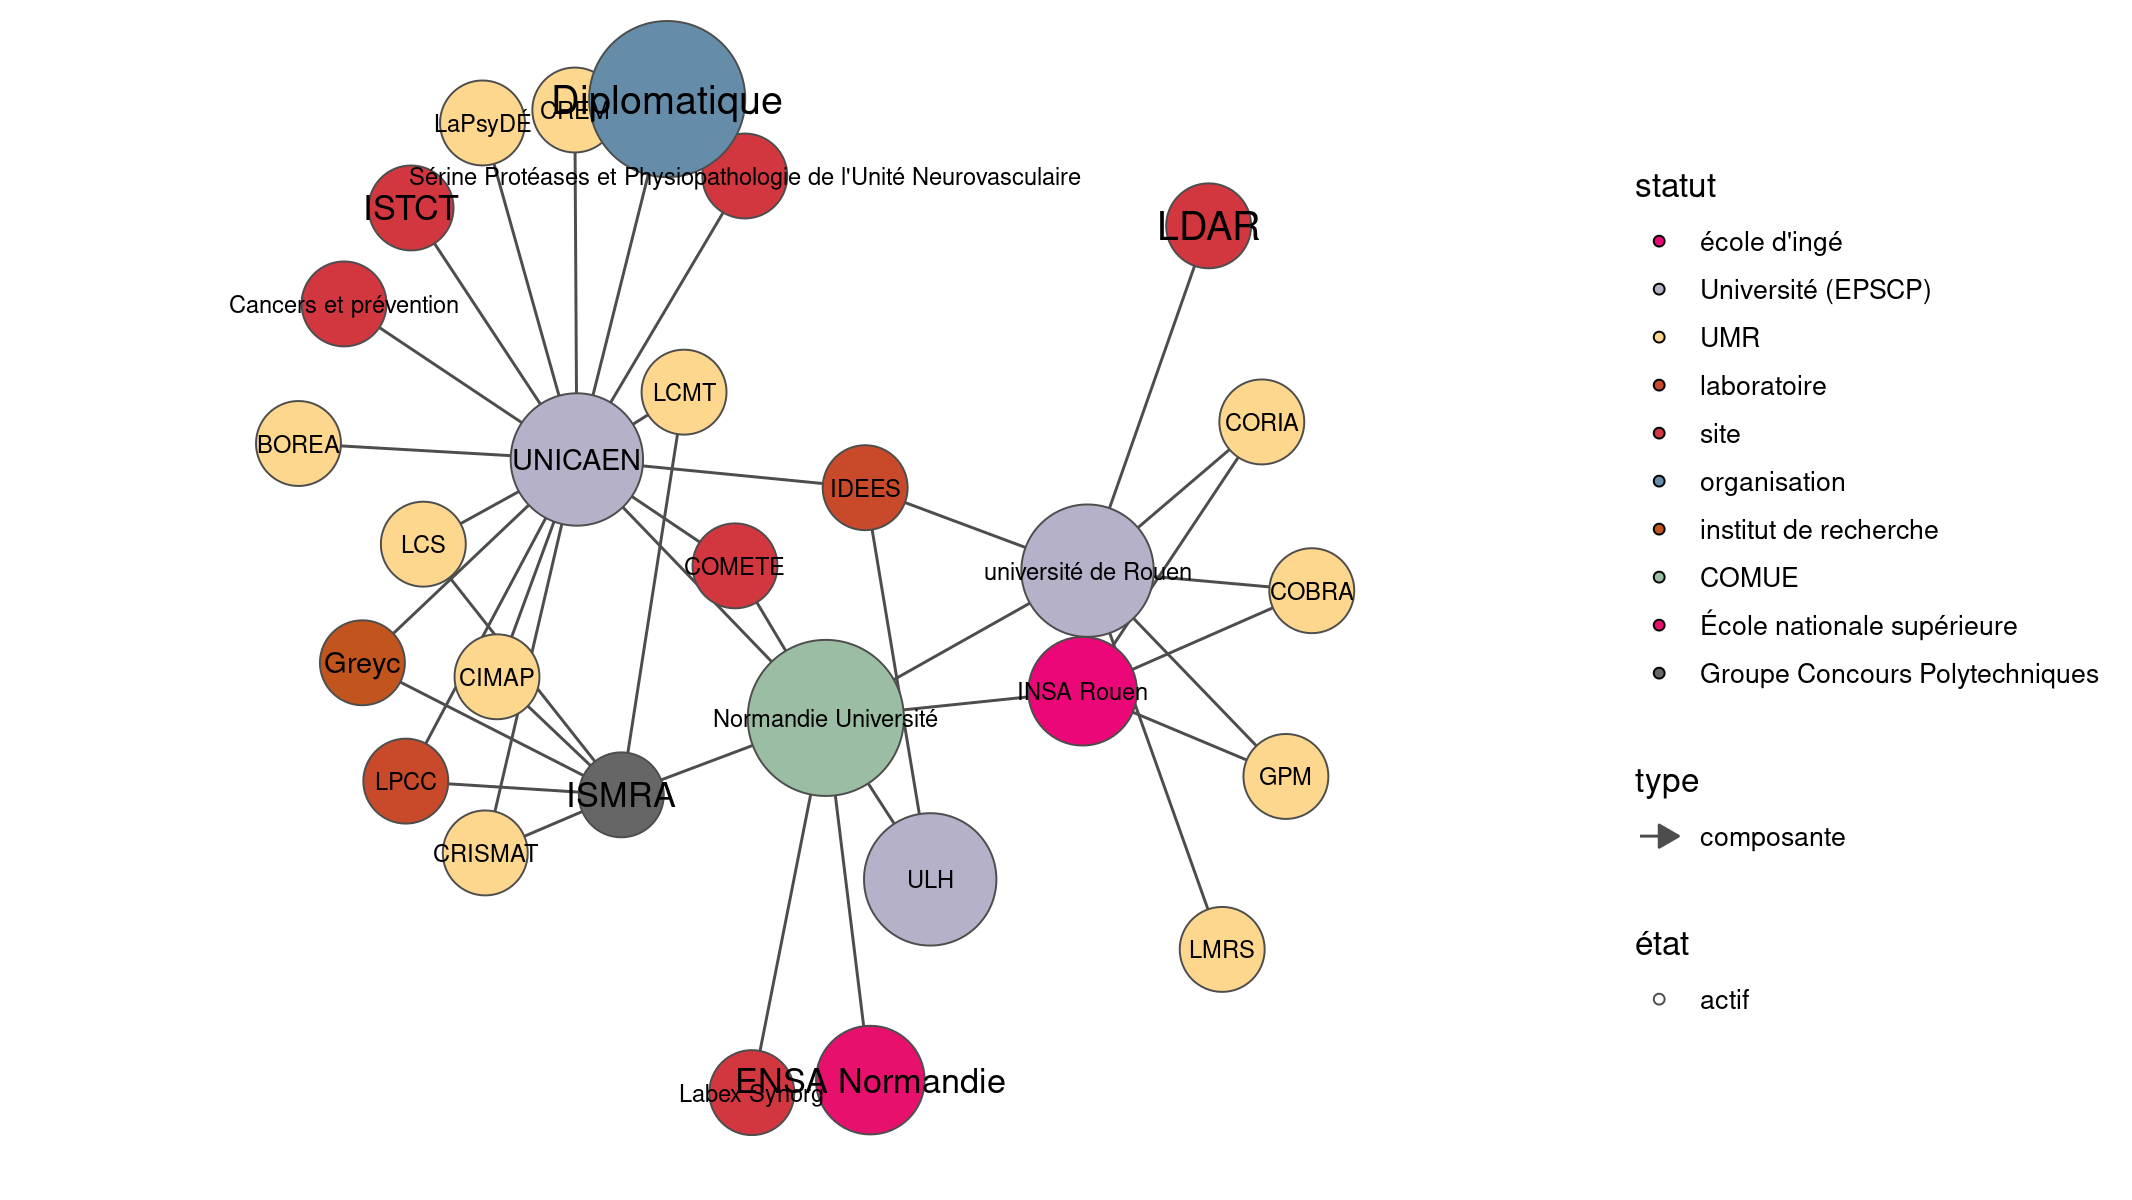 Diplomatique
CREM
LaPsyDÉ
Sérine Protéases et Physiopathologie de l'Unité Neurovasculaire
ISTCT
LDAR
Cancers et prévention
LCMT
CORIA
BOREA
UNICAEN
IDEES
LCS
COMETE
université de Rouen
COBRA
Greyc
CIMAP
INSA Rouen
Normandie Université
LPCC
ISMRA
GPM
CRISMAT
ULH
LMRS
ENSA Normandie
Labex Synorg
statut
école d'ingé
Université (EPSCP)
UMR
laboratoire
site
organisation
institut de recherche
COMUE
École nationale supérieure
Groupe Concours Polytechniques
type
composante
état
actif